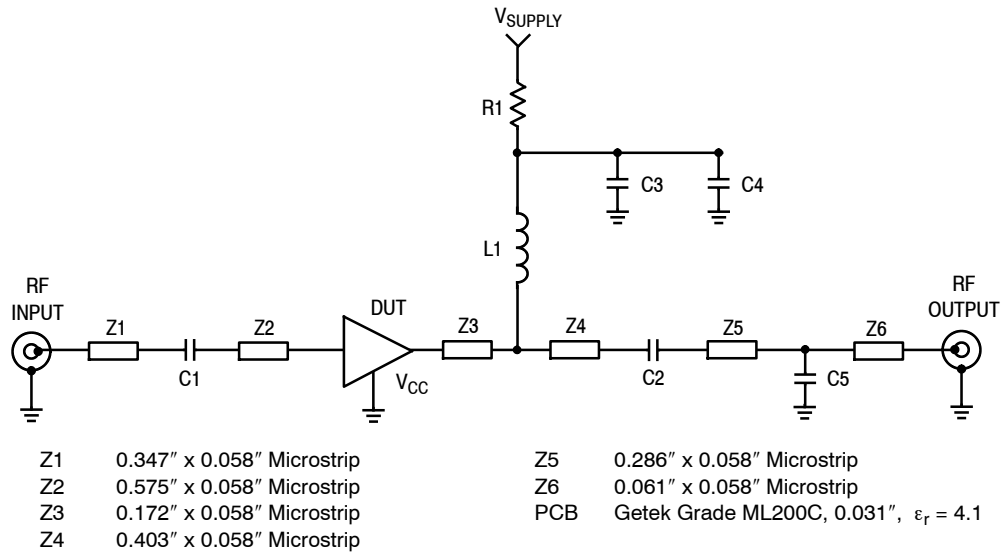 VSUPPLY
R1
C3
C4
L1
RF
INPUT
RF
OUTPUT
DUT
Z1
Z2
Z3
Z4
Z5
Z6
C1
VCC
C2
C5
Z1 0.347″ x 0.058″ Microstrip
Z2 0.575″ x 0.058″ Microstrip
Z3 0.172″ x 0.058″ Microstrip
Z4 0.403″ x 0.058″ Microstrip
Z5 0.286″ x 0.058″ Microstrip
Z6 0.061″ x 0.058″ Microstrip
PCB Getek Grade ML200C, 0.031″, εr = 4.1